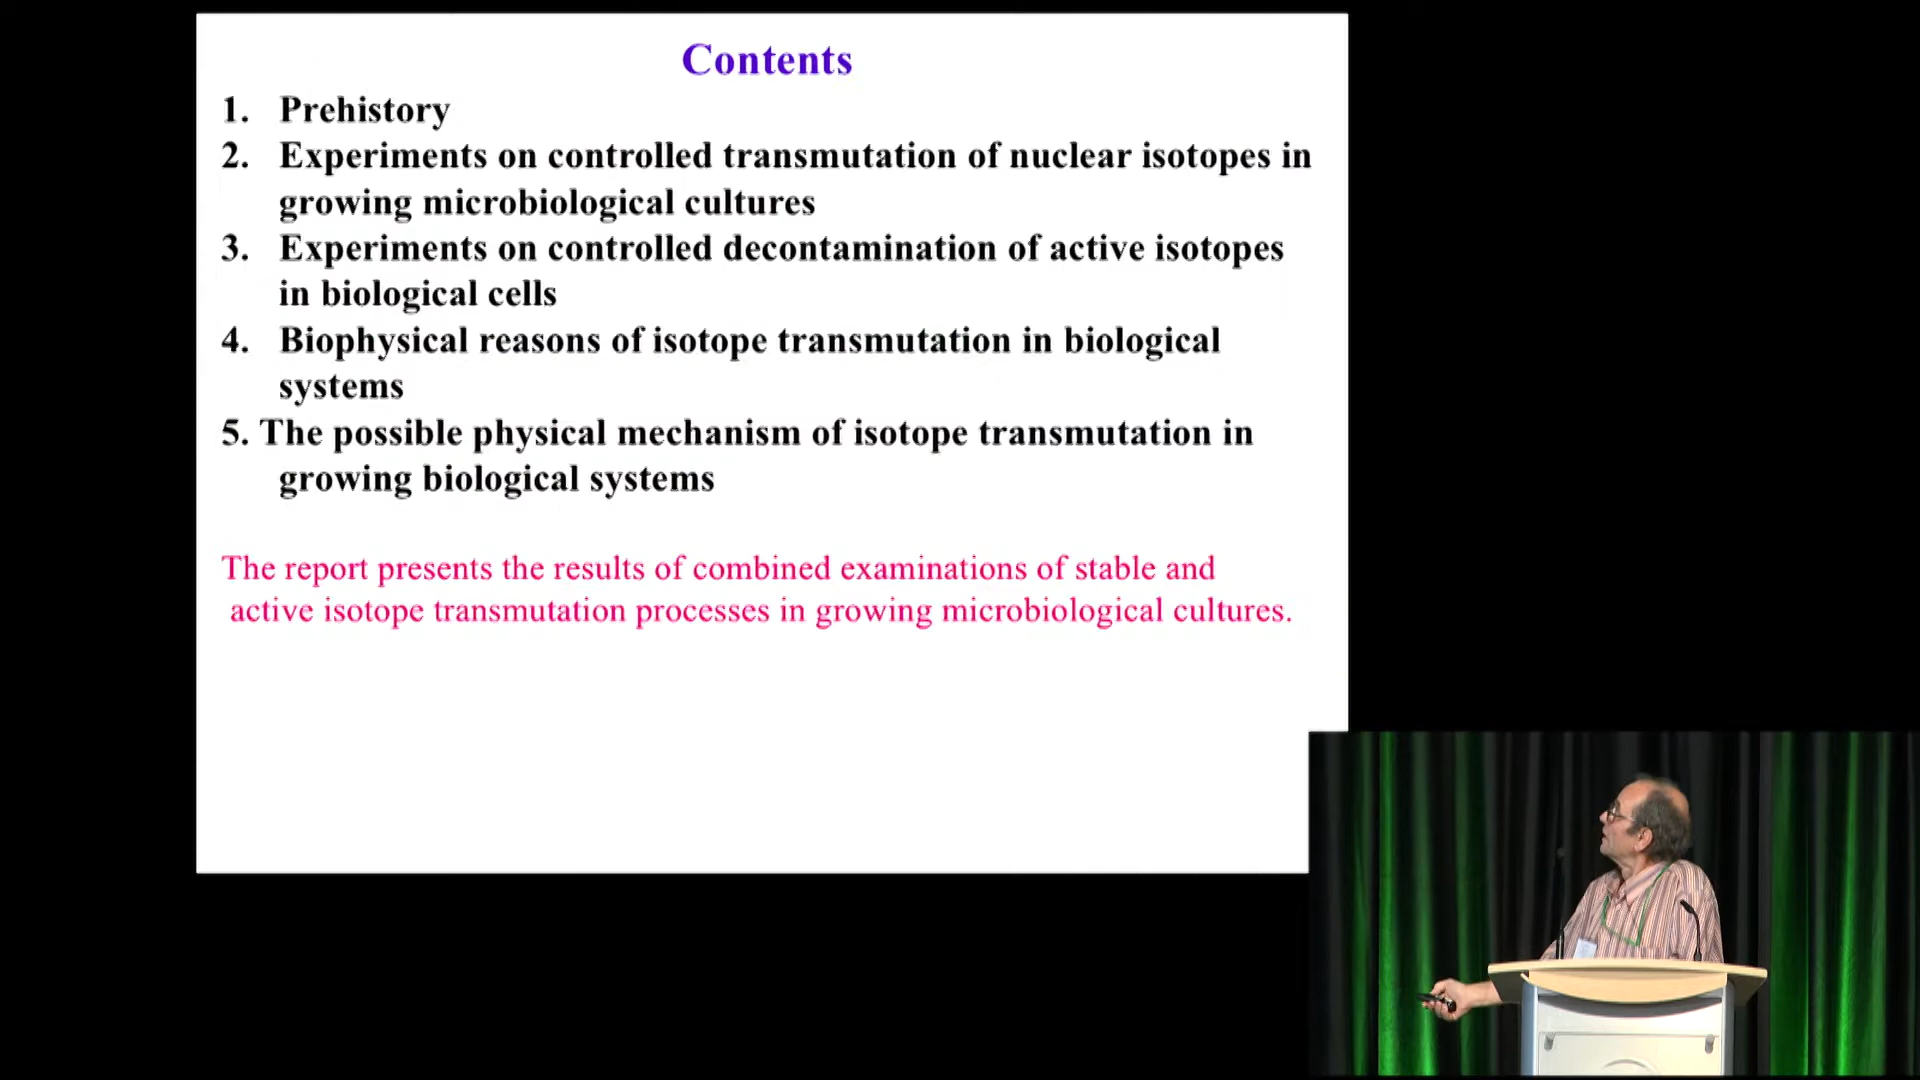 Contents
1. Prehistory
2. Experiments on controlled transmutation of nuclear isotopes in
growing microbiological cultures
3. Experiments on controlled decontamination of active isotopes
in biological cells
4. Biophysical reasons of isotope transmutation in biological
systems
5. The possible physical mechanism of isotope transmutation in
growing biological systems
The report presents the results of combined examinations of stable and
active isotope transmutation processes in growing microbiological cultures.